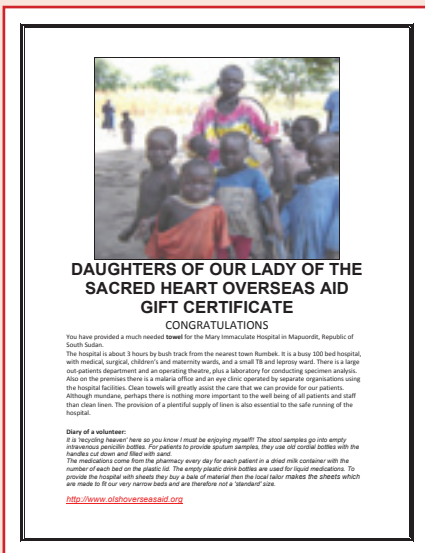 DAUGHTERS OF OUR LADY OF THE
SACRED HEART OVERSEAS AID
GIFT CERTIFICATE
CONGRATULATIONS
You have provided a much needed towel for the Mary Immaculate Hospital in Mapuordit, Republic of
South Sudan.
The hospital is about 3 hours by bush track from the nearest town Rumbek. It is a busy 100 bed hospital,
with medical, surgical, children's and maternity wards, and a small TB and leprosy ward. There is a large
out-patients department and an operating theatre, plus a laboratory for conducting specimen analysis.
Also on the premises there is a malaria office and an eye clinic operated by separate organisations using
the hospital facilities. Clean towels will greatly assist the care that we can provide for our patients.
Although mundane, perhaps there is nothing more important to the well being of all patients and staff
than clean linen. The provision of a plentiful supply of linen is also essential to the safe running of the
hospital.
Diary of a volunteer:
It is 'recycling heaven' here so you know I must be enjoying myself!! The stool samples go into empty
intravenous penicillin bottles. For patients to provide sputum samples, they use old cordial bottles with the
handles cut down and filled with sand.
The medications come from the pharmacy every day for each patient in a dried milk container with the
number of each bed on the plastic lid. The empty plastic drink bottles are used for liquid medications. To
provide the hospital with sheets they buy a bale of material then the local tailor makes the sheets which
are made to fit our very narrow beds and are therefore not a 'standard' size.
http://www.olshoverseasaid.org